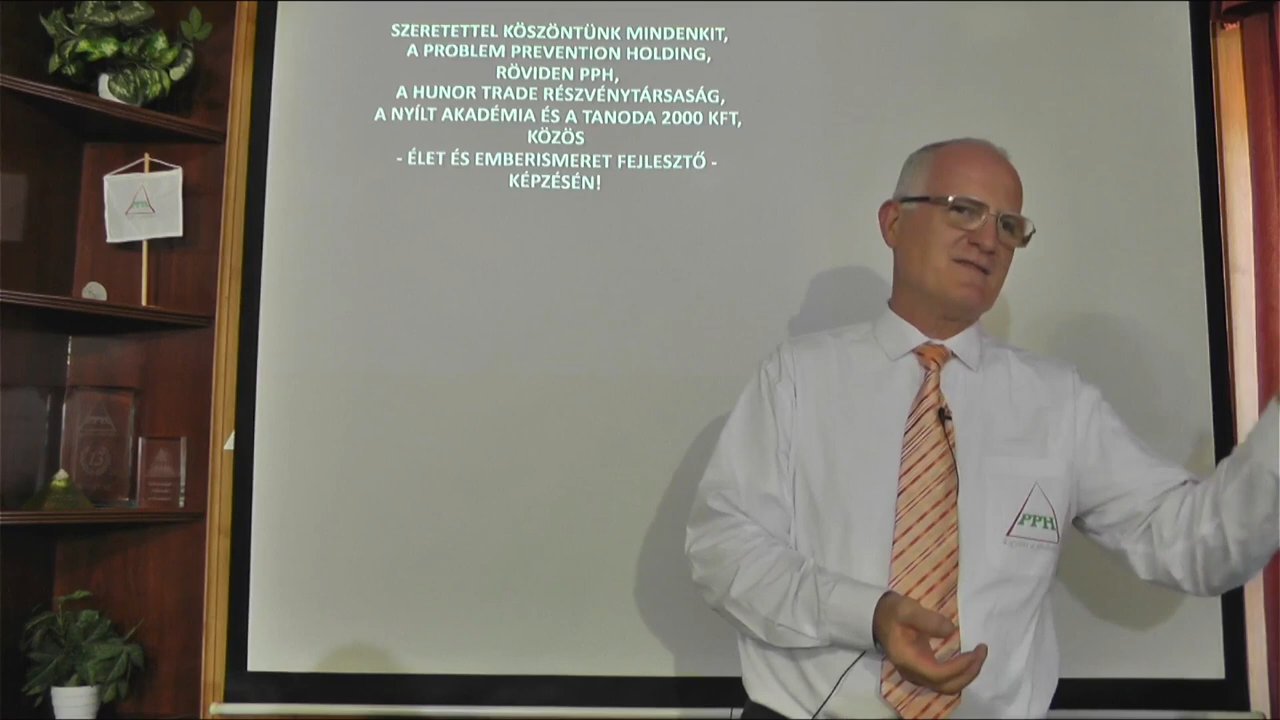 SZERETETTEL KÖSZÖNTÜNK MINDENKIT,
A PROBLEM PREVENTION HOLDING,
RÖVIDEN PPH,
A HUNOR TRADE RÉSZVÉNYTÁRSASÁG,
A NYÍLT AKADÉMIA ÉS A TANODA 2000 KFT,
KÖZÖS
- ÉLET ÉS EMBERISMERET FEJLESZTŐ -
KÉPZÉSÉN!
PPH
PPH
13